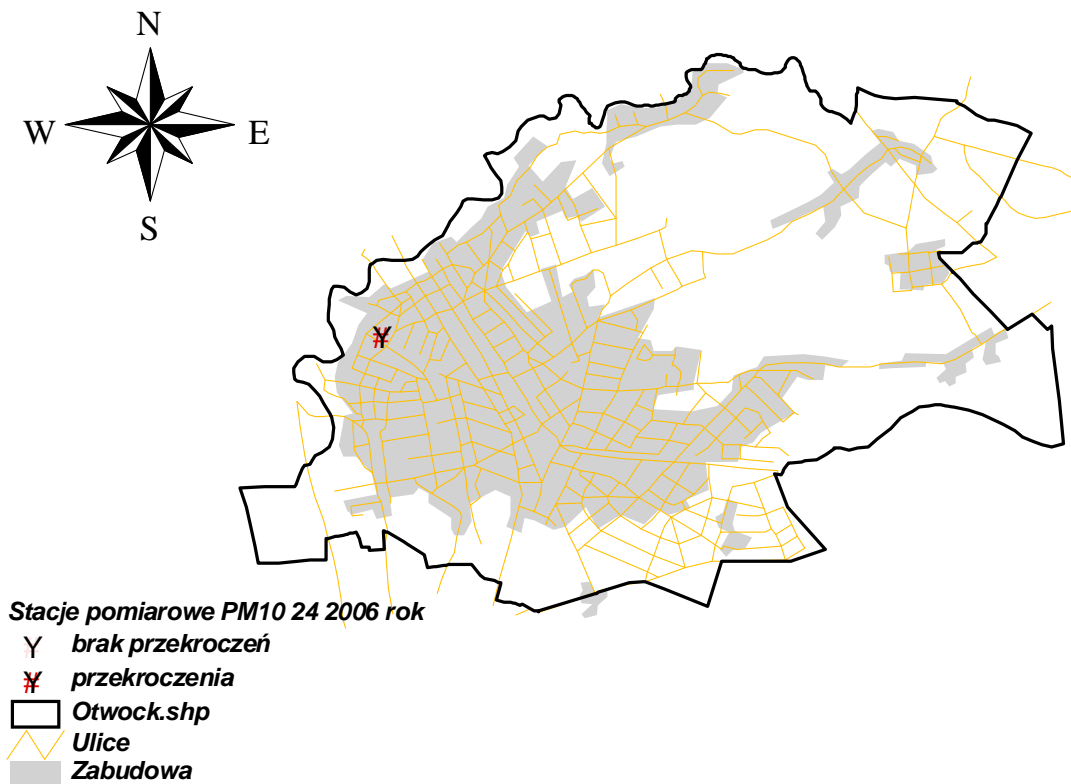 N
W E
S
Stacje pomiarowe PM10 24 2006 rok
brak przekroczeń
przekroczenia
Otwock.shp
Ulice
Zabudowa